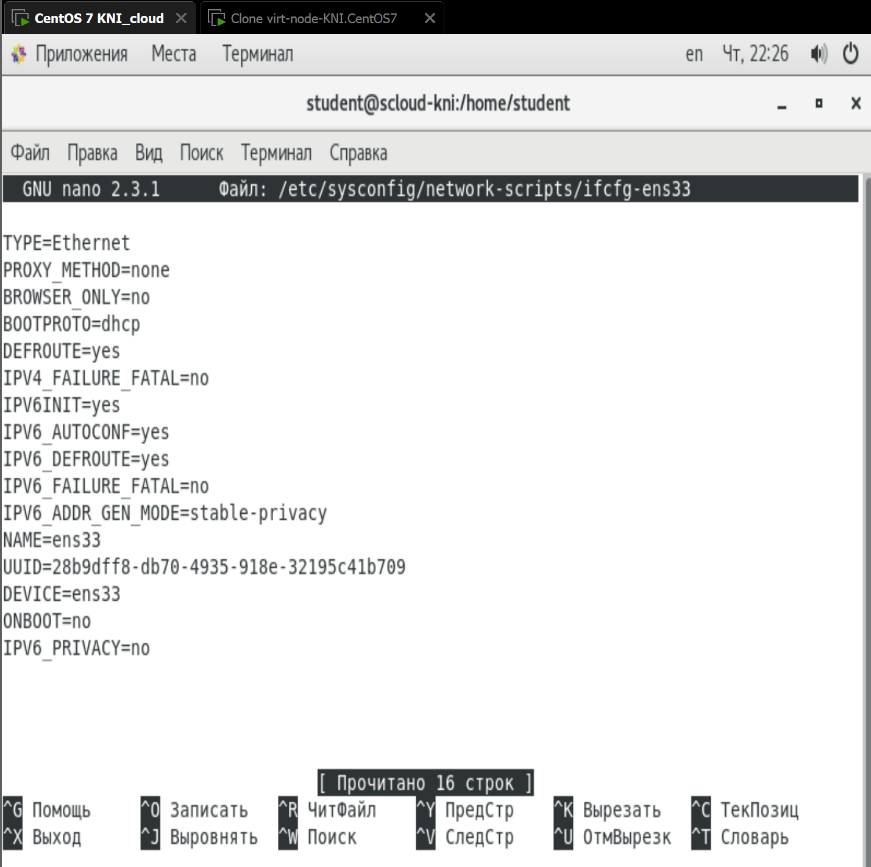 CentOS 7 KNI_cloud Clone virt-node-KNI.CentOS7
Приложения Места Терминал en Чт, 22:26
student@scloud-kni:/home/student
Файл Правка Вид Поиск Терминал Справка
GNU nano 2.3.1 Файл: /etc/sysconfig/network-scripts/ifcfg-ens33
TYPE=Ethernet
PROXY_METHOD=none
BROWSER_ONLY=no
BOOTPROTO=dhcp
DEFROUTE=yes
IPV4_FAILURE_FATAL=no
IPV6INIT=yes
IPV6_AUTOCONF=yes
IPV6_DEFROUTE=yes
IPV6_FAILURE_FATAL=no
IPV6_ADDR_GEN_MODE=stable-privacy
NAME=ens33
UUID=28b9dff8-db70-4935-918e-32195c41b709
DEVICE=ens33
ONBOOT=no
IPV6_PRIVACY=no
[ Прочитано 16 строк ]
^G Помощь ^O Записать ^R ЧитФайл ^Y ПредСтр ^K Вырезать ^C ТекПозиц
^X Выход ^J Выровнять ^W Поиск ^V СледСтр ^U ОтмВырезк ^T Словарь